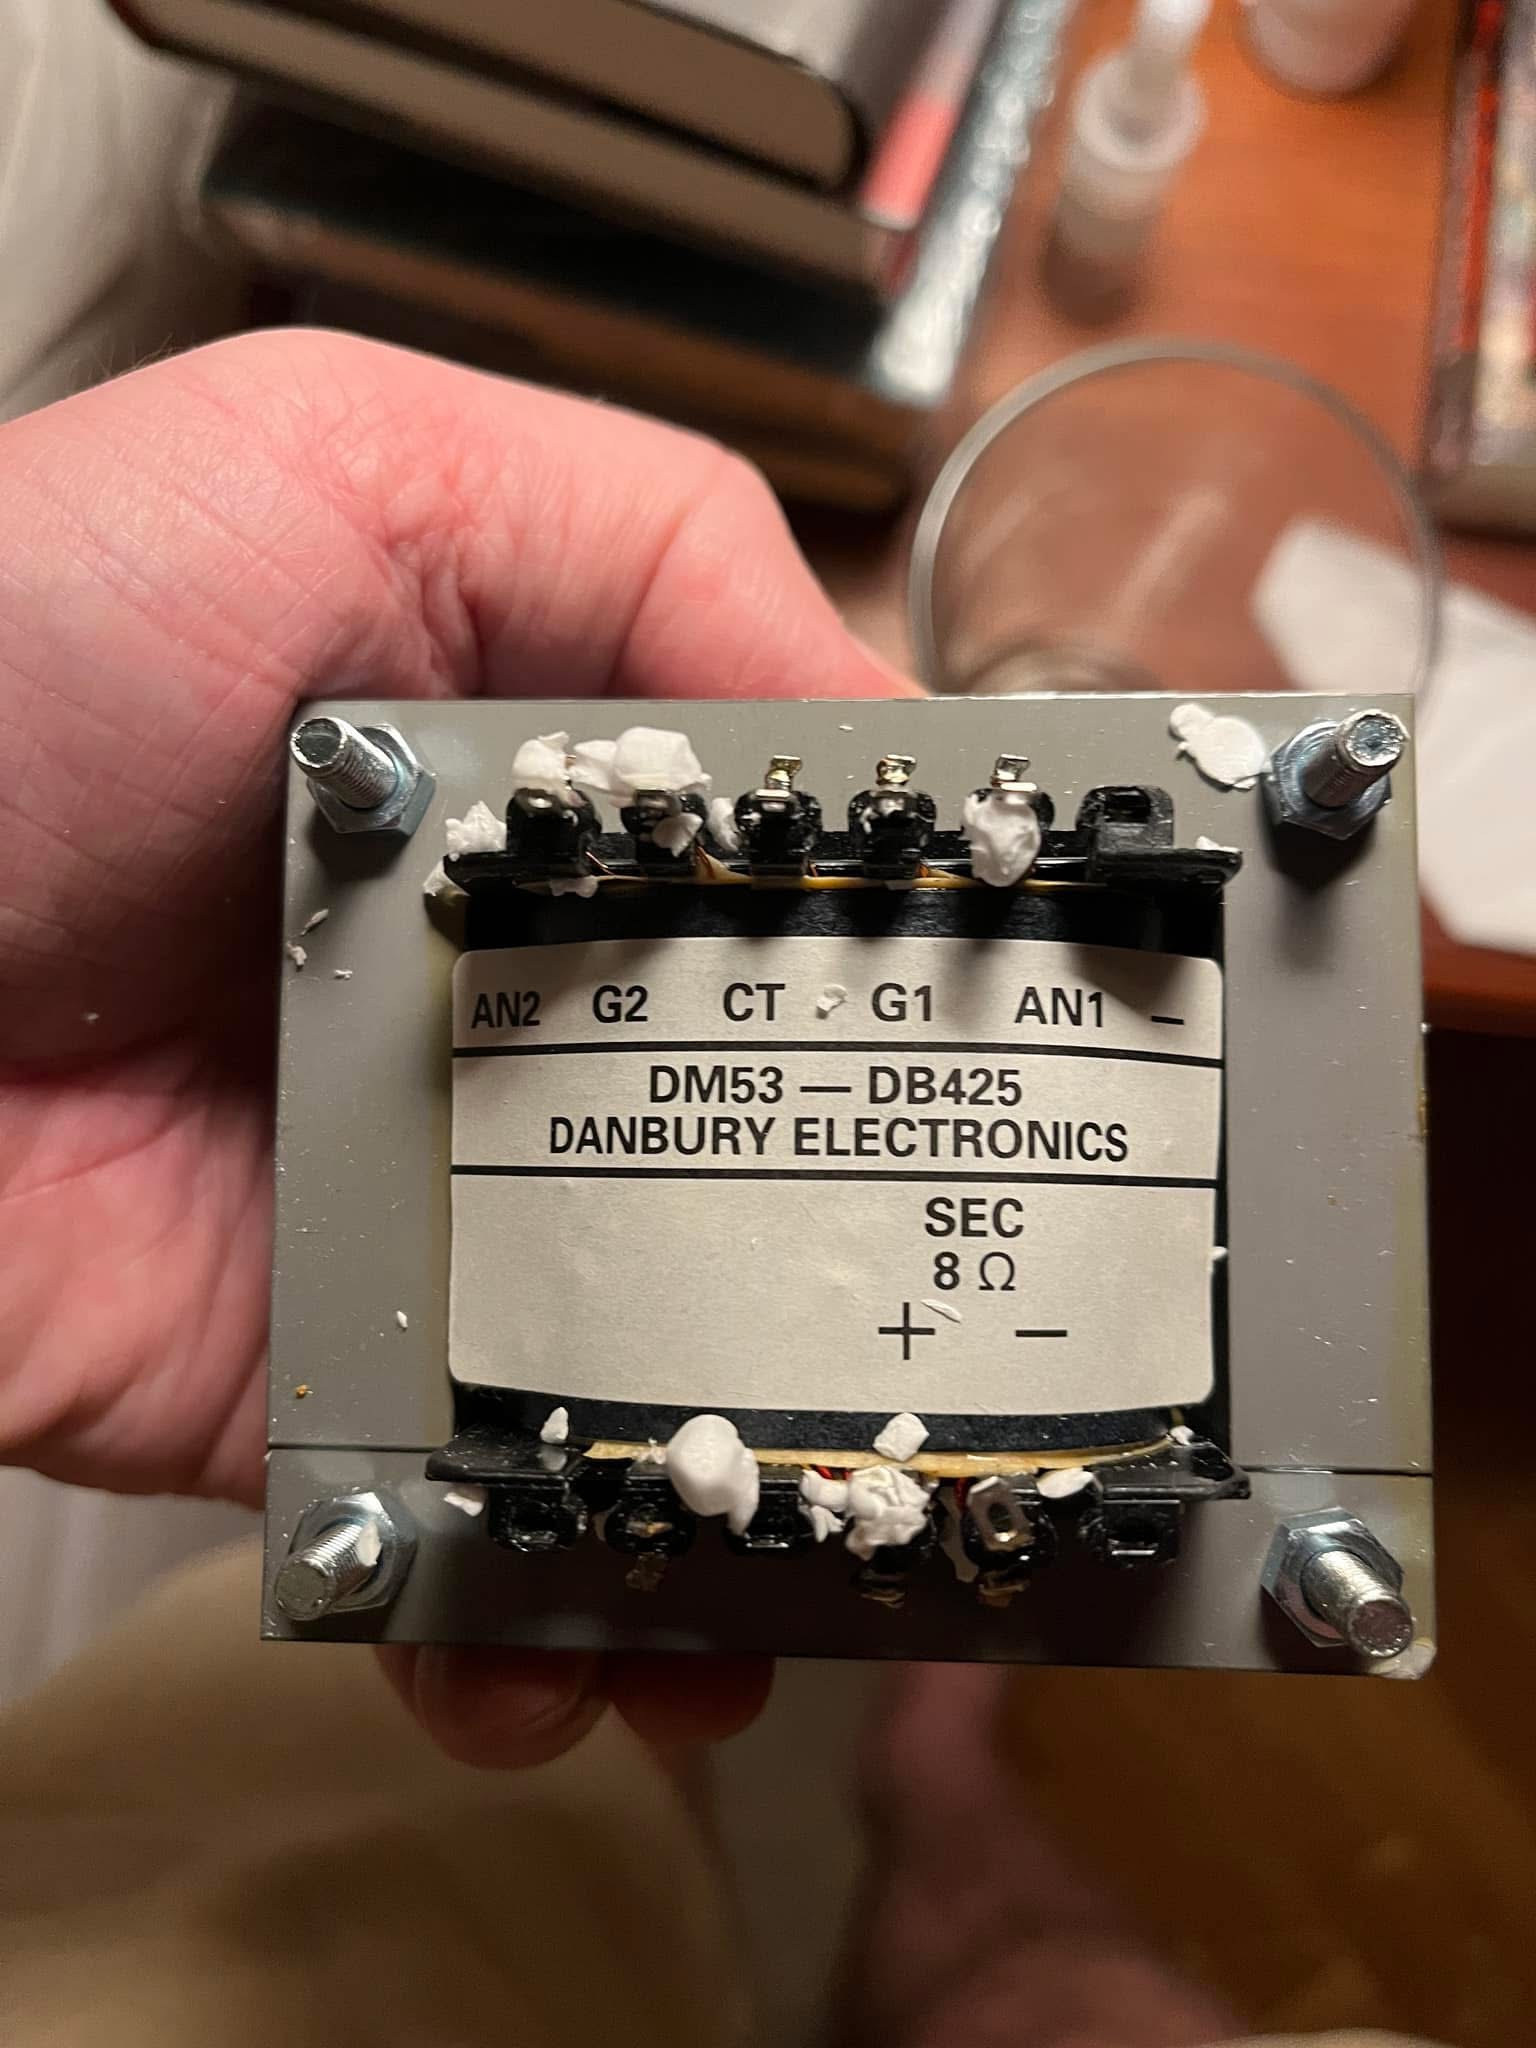 AN2 G2 CT G1 AN1 –
DM53 — DB425
DANBURY ELECTRONICS
SEC
8 Ω
+ –